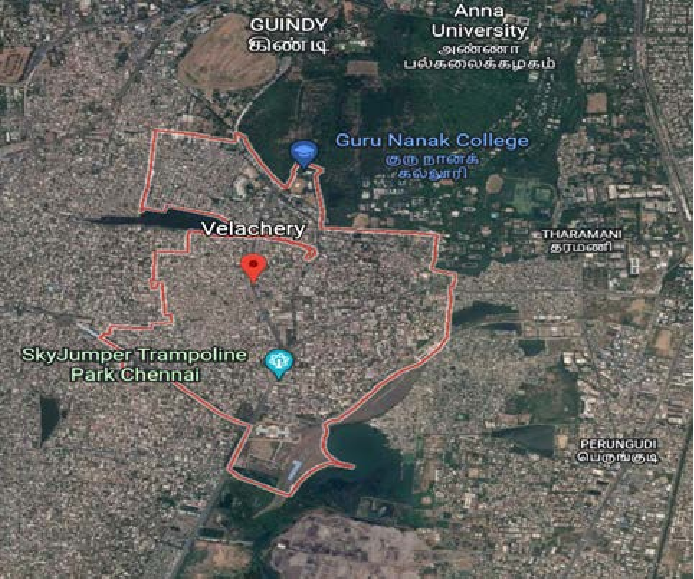 GUINDY
கிண்டி
Anna
University
அண்ணா
பல்கலைக்கழகம்
Guru Nanak College
குரு நானக்
கல்லூரி
Velachery
THARAMANI
தரமணி
SkyJumper Trampoline
Park Chennai
PERUNGUDI
பெருங்குடி